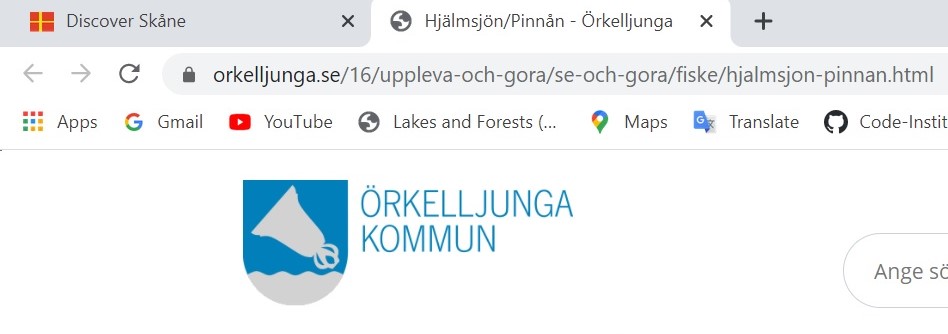 Discover Skåne
Hjälmsjön/Pinnån - Örkelljunga
orkelljunga.se/16/uppleva-och-gora/se-och-gora/fiske/hjalmsjon-pinnan.html
Apps Gmail YouTube Lakes and Forests (... Maps Translate Code-Instit
ÖRKELLJUNGA
KOMMUN
Ange sö